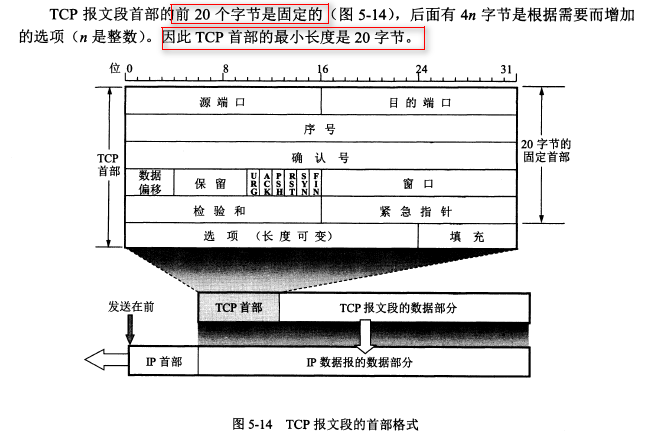 TCP 报文段首部的前 20 个字节是固定的（图 5-14），后面有 4n 字节是根据需要而增加
的选项（n 是整数）。因此 TCP 首部的最小长度是 20 字节。
位 0 8 16 24 31
源端口 目的端口
序号
确认号
数据偏移 保留 URG ACK PSH RST SYN FIN 窗口
检验和 紧急指针
选项（长度可变） 填充
TCP
首部
20 字节的
固定首部
发送在前
TCP 首部 TCP 报文段的数据部分
IP 首部 IP 数据报的数据部分
图 5-14 TCP 报文段的首部格式